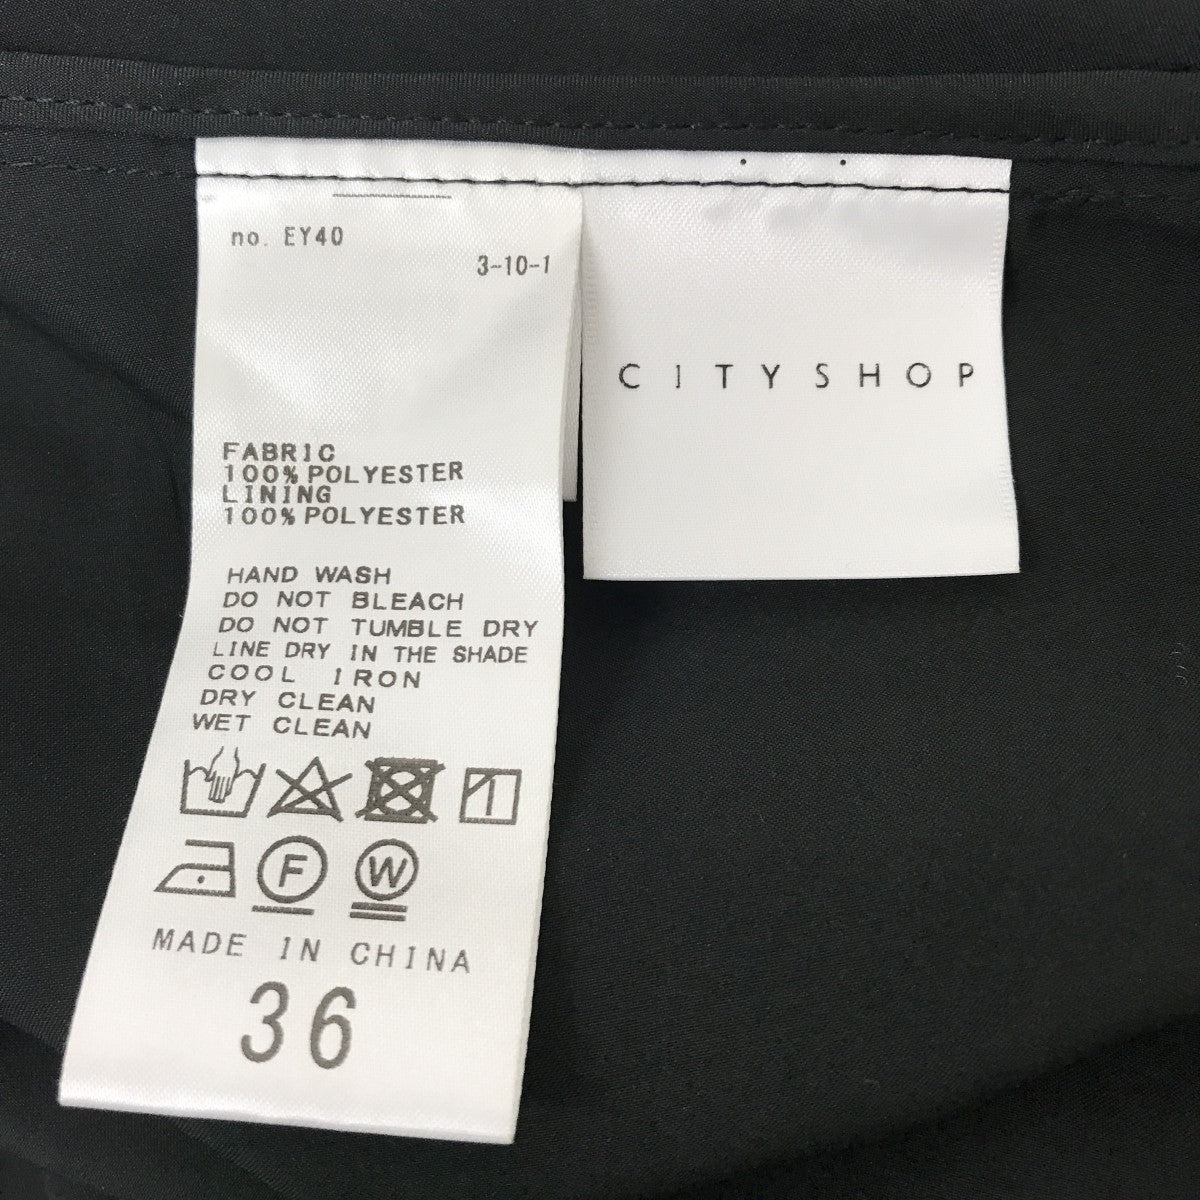 no. EY40
3-10-1
FABRIC
100% POLYESTER
LINING
100% POLYESTER
HAND WASH
DO NOT BLEACH
DO NOT TUMBLE DRY
LINE DRY IN THE SHADE
COOL IRON
DRY CLEAN
WET CLEAN
F
W
MADE IN CHINA
36
CITYSHOP